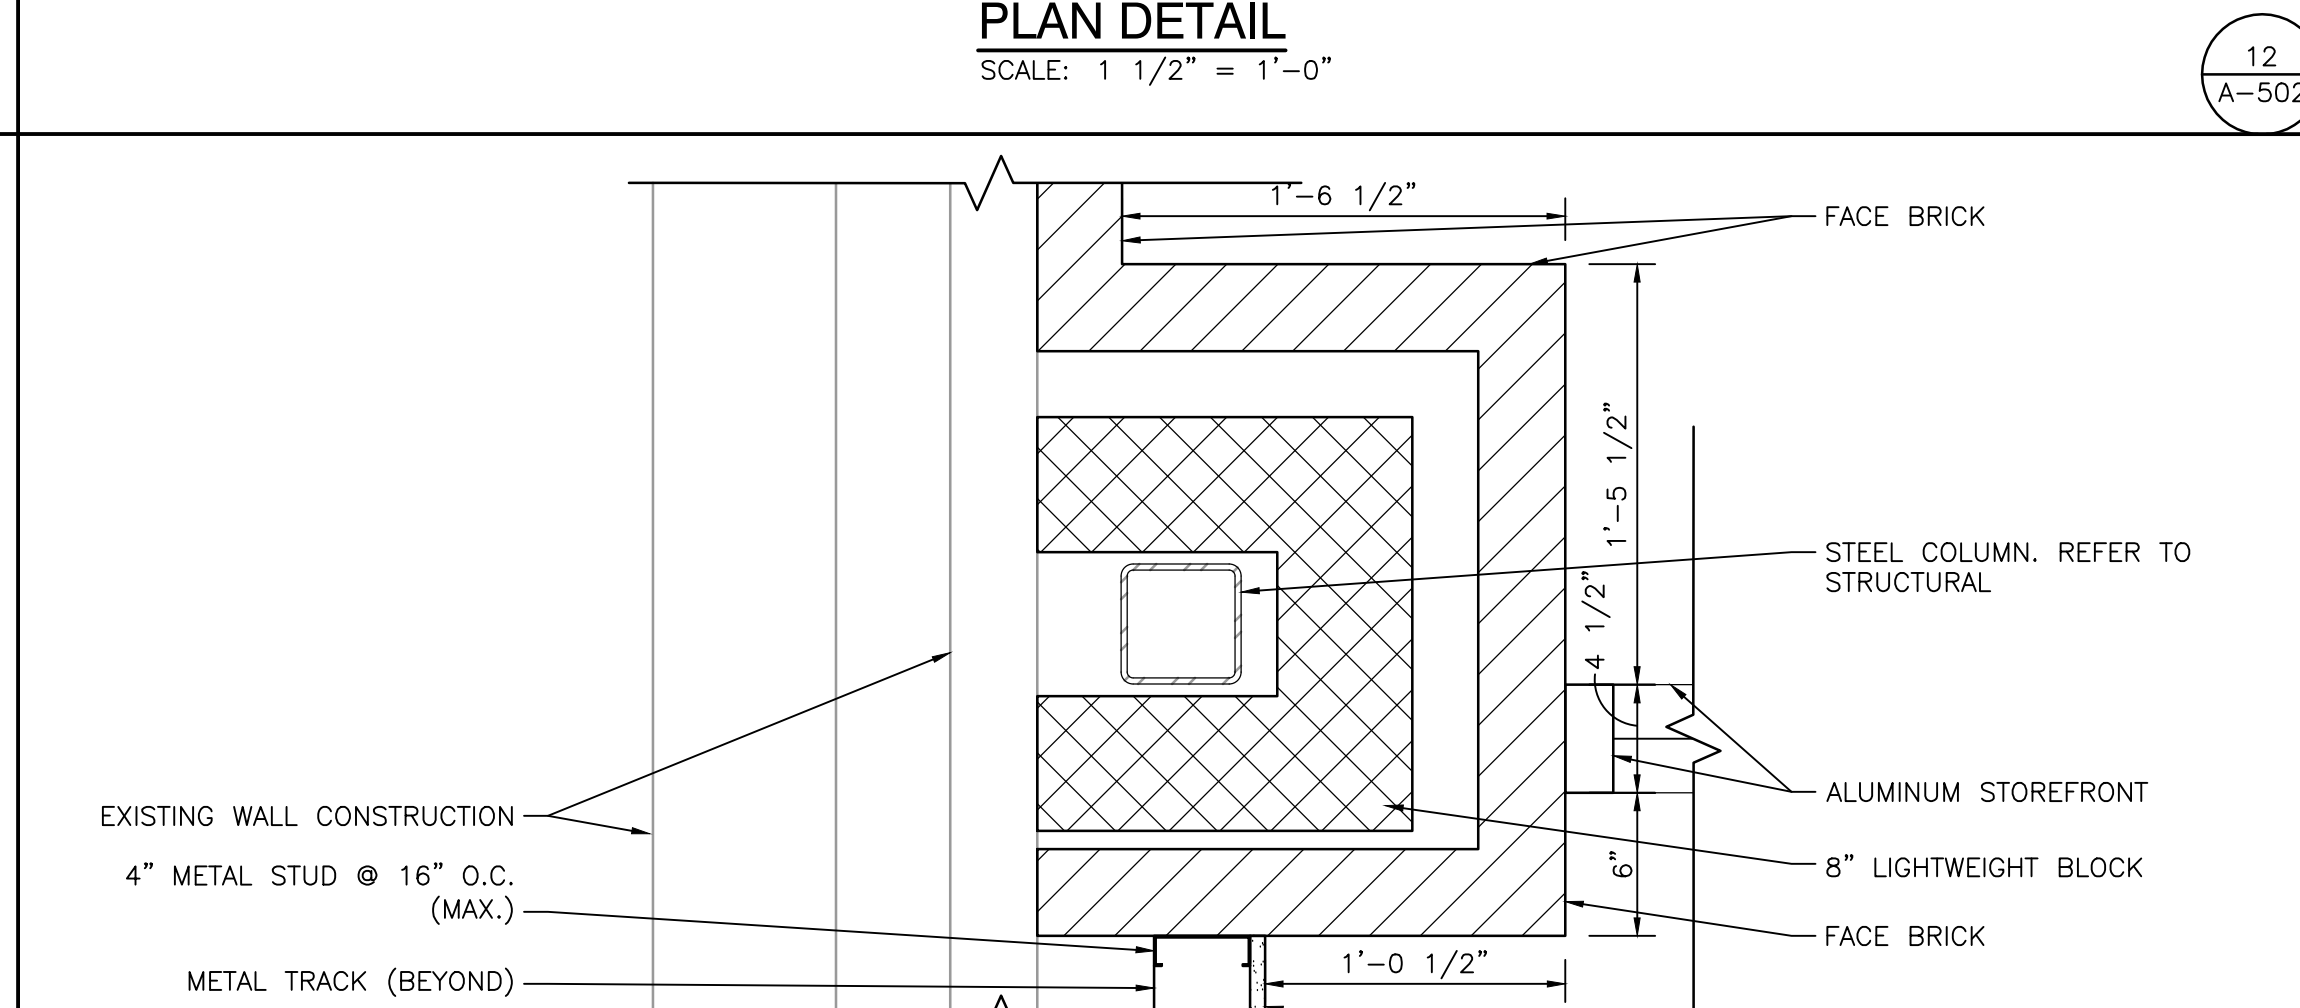 PLAN DETAIL
SCALE: 1 1/2" = 1'-0"
12
A-502
1'-6 1/2"
FACE BRICK
1'-5 1/2"
STEEL COLUMN. REFER TO
STRUCTURAL
4 1/2"
ALUMINUM STOREFRONT
EXISTING WALL CONSTRUCTION
8" LIGHTWEIGHT BLOCK
6"
4" METAL STUD @ 16" O.C.
(MAX.)
FACE BRICK
1'-0 1/2"
METAL TRACK (BEYOND)